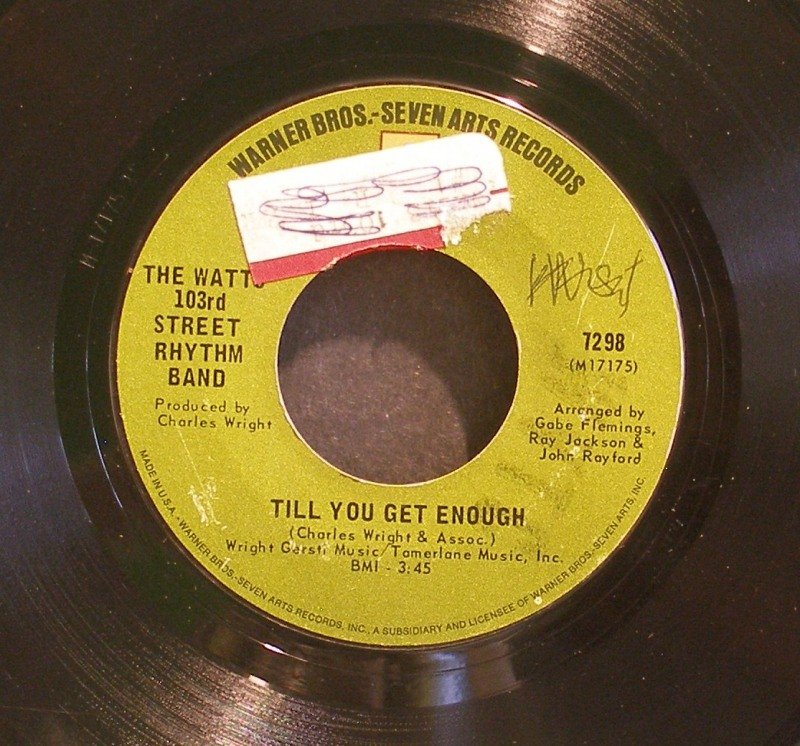 WARNER BROS.-SEVEN ARTS RECORDS
THE WATTS
103rd
STREET
RHYTHM
BAND
Produced by
Charles Wright
7298
(M17175)
Arranged by
Gabe Flemings,
Ray Jackson &
John Rayford
TILL YOU GET ENOUGH
(Charles Wright & Assoc.)
Wright Gersti Music/Tamerlane Music, Inc.
BMI - 3:45
MADE IN U.S.A. - WARNER BROS.-SEVEN ARTS RECORDS, INC., A SUBSIDIARY AND LICENSEE OF WARNER BROS.-SEVEN ARTS, INC.